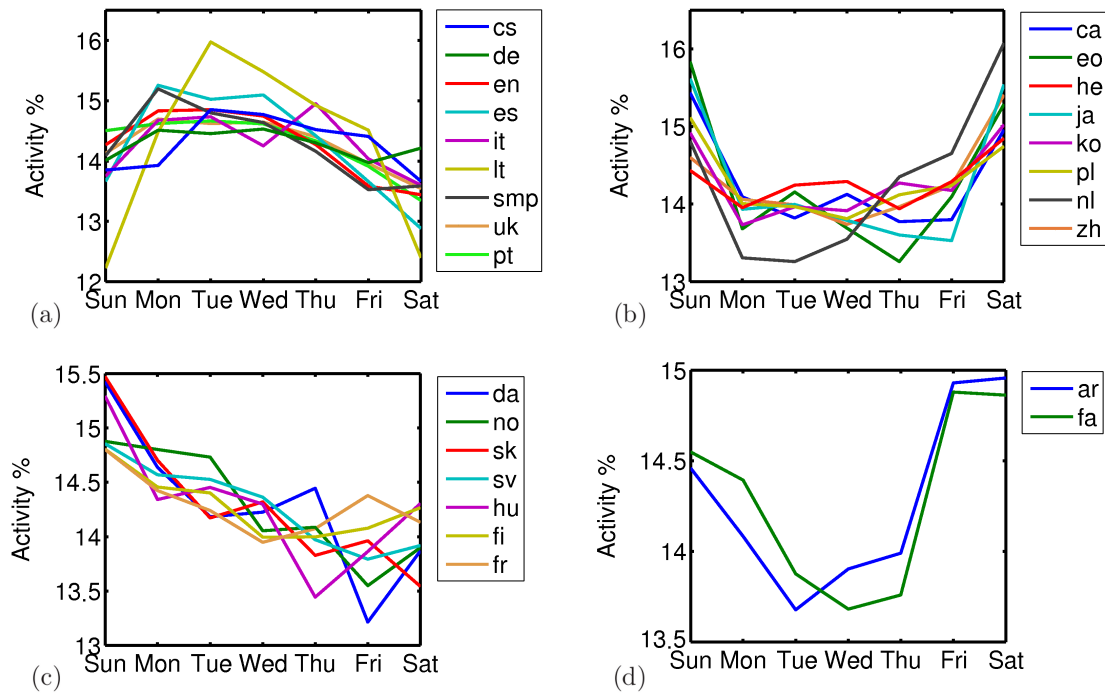 Activity %
16
15
14
13
12
Sun Mon Tue Wed Thu Fri Sat
cs
de
en
es
it
lt
smp
uk
pt
(a)
Activity %
16
15
14
13
Sun Mon Tue Wed Thu Fri Sat
ca
eo
he
ja
ko
pl
nl
zh
(b)
Activity %
15.5
15
14.5
14
13.5
13
Sun Mon Tue Wed Thu Fri Sat
da
no
sk
sv
hu
fi
fr
(c)
Activity %
15
14.5
14
13.5
Sun Mon Tue Wed Thu Fri Sat
ar
fa
(d)